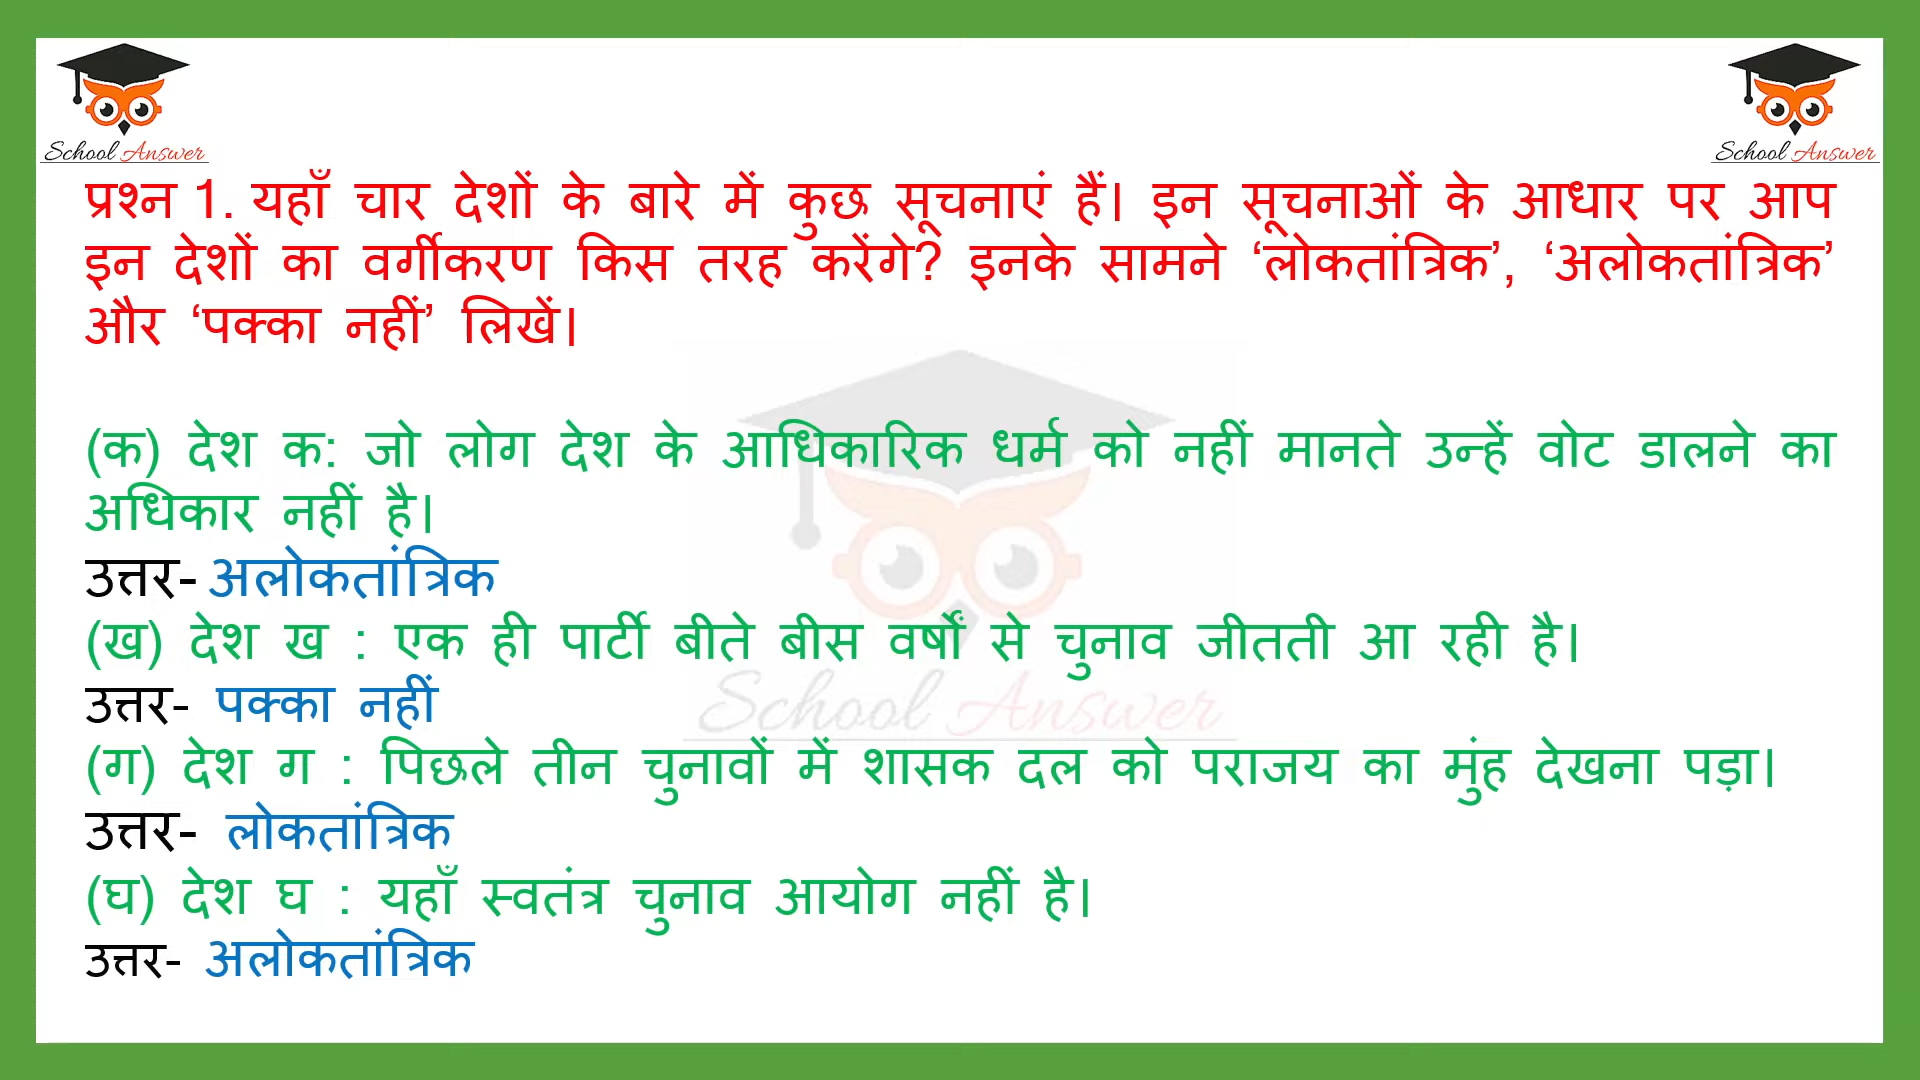 School Answer
School Answer
प्रश्न 1. यहाँ चार देशों के बारे में कुछ सूचनाएं हैं। इन सूचनाओं के आधार पर आप
इन देशों का वर्गीकरण किस तरह करेंगे? इनके सामने ‘लोकतांत्रिक’, ‘अलोकतांत्रिक’
और ‘पक्का नहीं’ लिखें।
(क) देश क: जो लोग देश के आधिकारिक धर्म को नहीं मानते उन्हें वोट डालने का
अधिकार नहीं है।
उत्तर- अलोकतांत्रिक
(ख) देश ख : एक ही पार्टी बीते बीस वर्षों से चुनाव जीतती आ रही है।
उत्तर- पक्का नहीं
School Answer
(ग) देश ग : पिछले तीन चुनावों में शासक दल को पराजय का मुंह देखना पड़ा।
उत्तर- लोकतांत्रिक
(घ) देश घ : यहाँ स्वतंत्र चुनाव आयोग नहीं है।
उत्तर- अलोकतांत्रिक